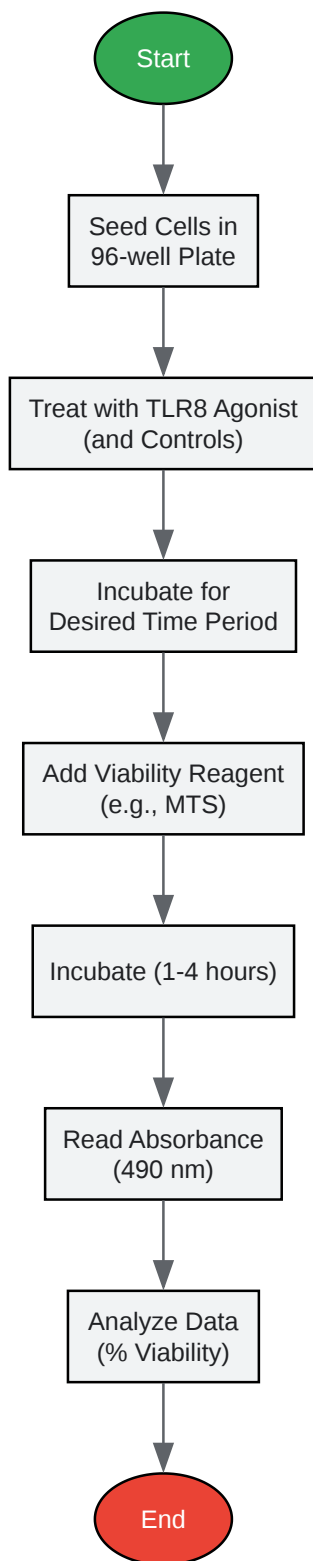 Start
Seed Cells in
96-well Plate
Treat with TLR8 Agonist
(and Controls)
Incubate for
Desired Time Period
Add Viability Reagent
(e.g., MTS)
Incubate (1-4 hours)
Read Absorbance
(490 nm)
Analyze Data
(% Viability)
End